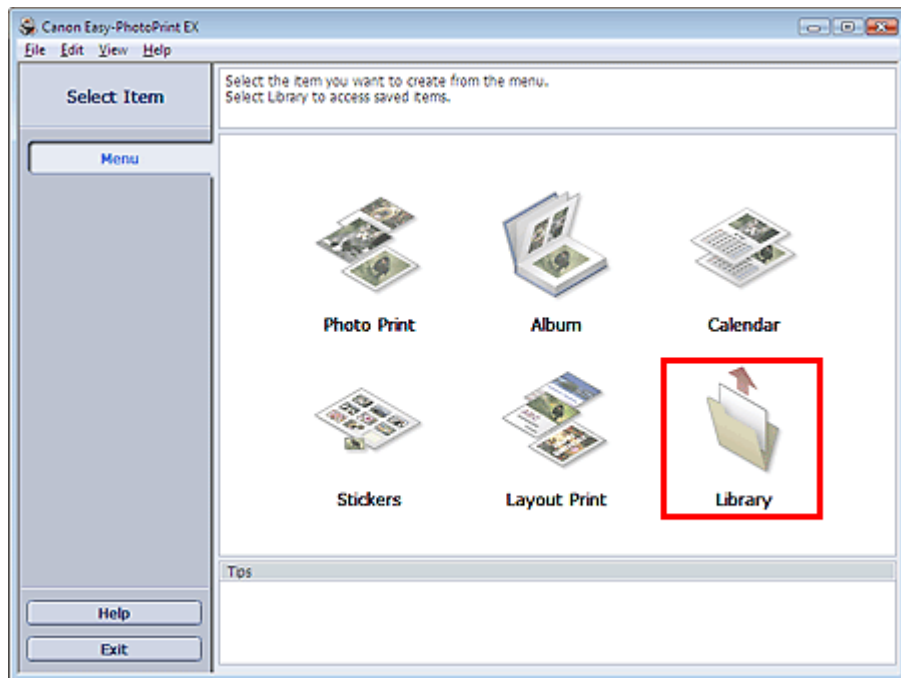 Canon Easy-PhotoPrint EX
File Edit View Help
Select Item
Select the item you want to create from the menu.
Select Library to access saved items.
Menu
Photo Print
Album
Calendar
Stickers
Layout Print
Library
Tips
Help
Exit